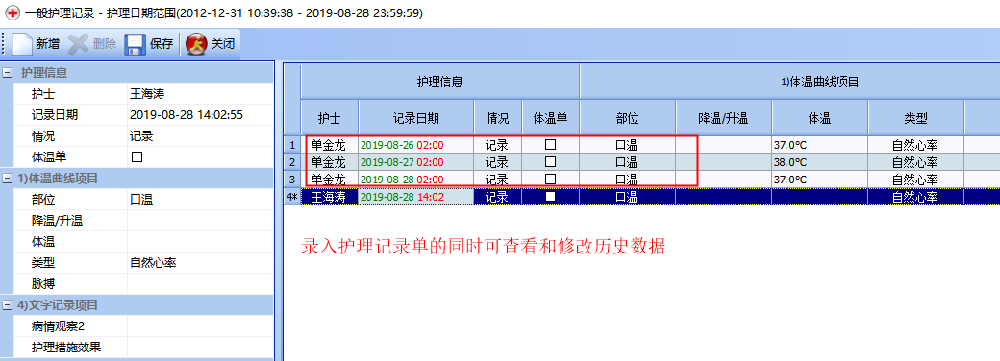 一般护理记录 - 护理日期范围(2012-12-31 10:39:38 - 2019-08-28 23:59:59)
新增 删除 保存 关闭
护理信息
护士 王海涛
记录日期 2019-08-28 14:02:55
情况 记录
体温单
1)体温曲线项目
部位 口温
降温/升温
体温
类型 自然心率
脉搏
4)文字记录项目
病情观察2
护理措施效果
护理信息 1)体温曲线项目
护士 记录日期 情况 体温单 部位 降温/升温 体温 类型
1 单金龙 2019-08-26 02:00 记录 口温 37.0℃ 自然心率
2 单金龙 2019-08-27 02:00 记录 口温 38.0℃ 自然心率
3 单金龙 2019-08-28 02:00 记录 口温 37.0℃ 自然心率
4* 王海涛 2019-08-28 14:02 记录 口温 自然心率
录入护理记录单的同时可查看和修改历史数据